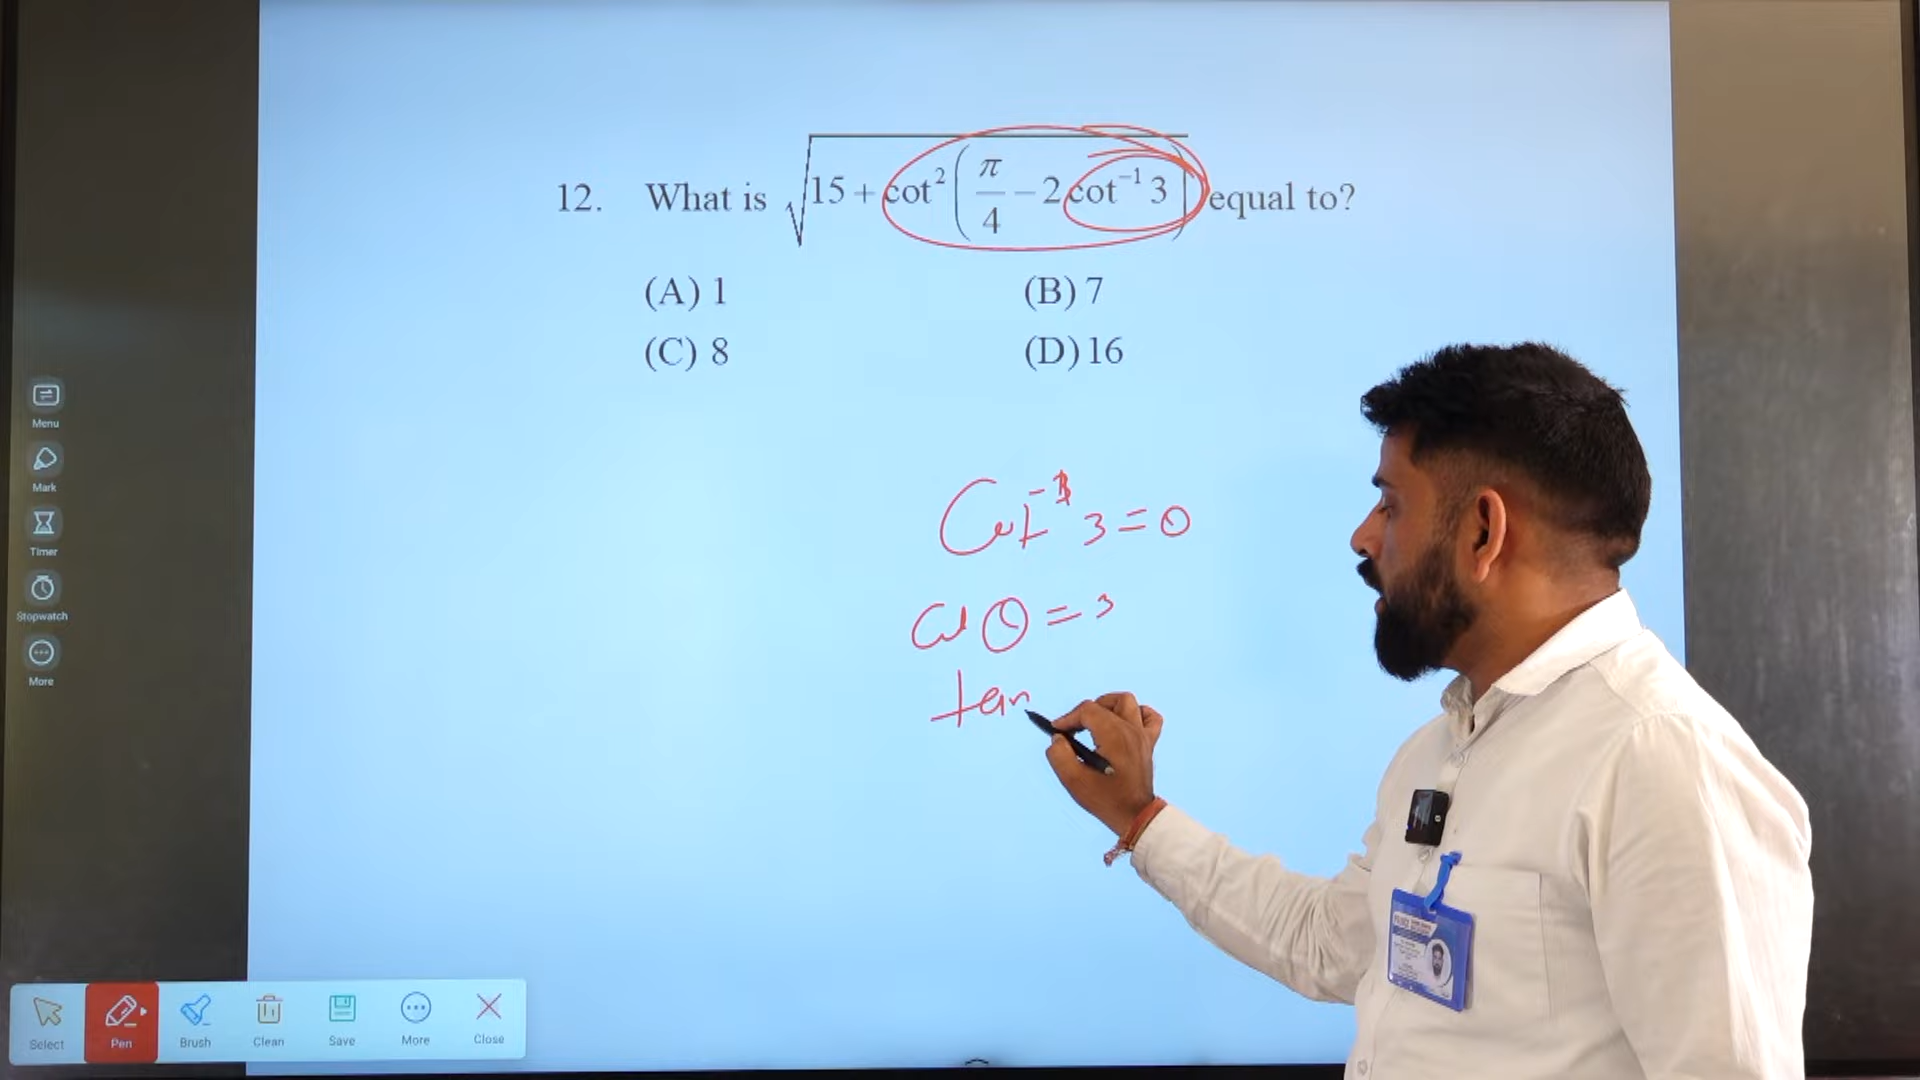 12. What is √15 + cot²(π/4 − 2cot⁻¹3) equal to?
(A) 1 (B) 7
(C) 8 (D) 16
Cot⁻¹ 3 = θ
Cot θ = 3
tan
Menu
Mark
Timer
Stopwatch
More
Select Pen Brush Clean Save More Close